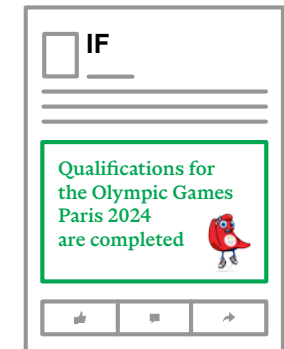 IF
Qualifications for
the Olympic Games
Paris 2024
are completed